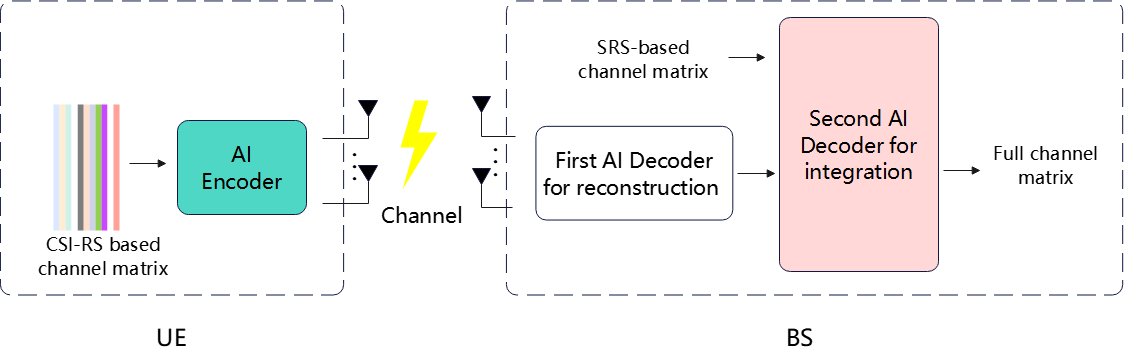 CSI-RS based
channel matrix
AI
Encoder
Channel
SRS-based
channel matrix
First AI Decoder
for reconstruction
Second AI
Decoder for
integration
Full channel
matrix
UE
BS